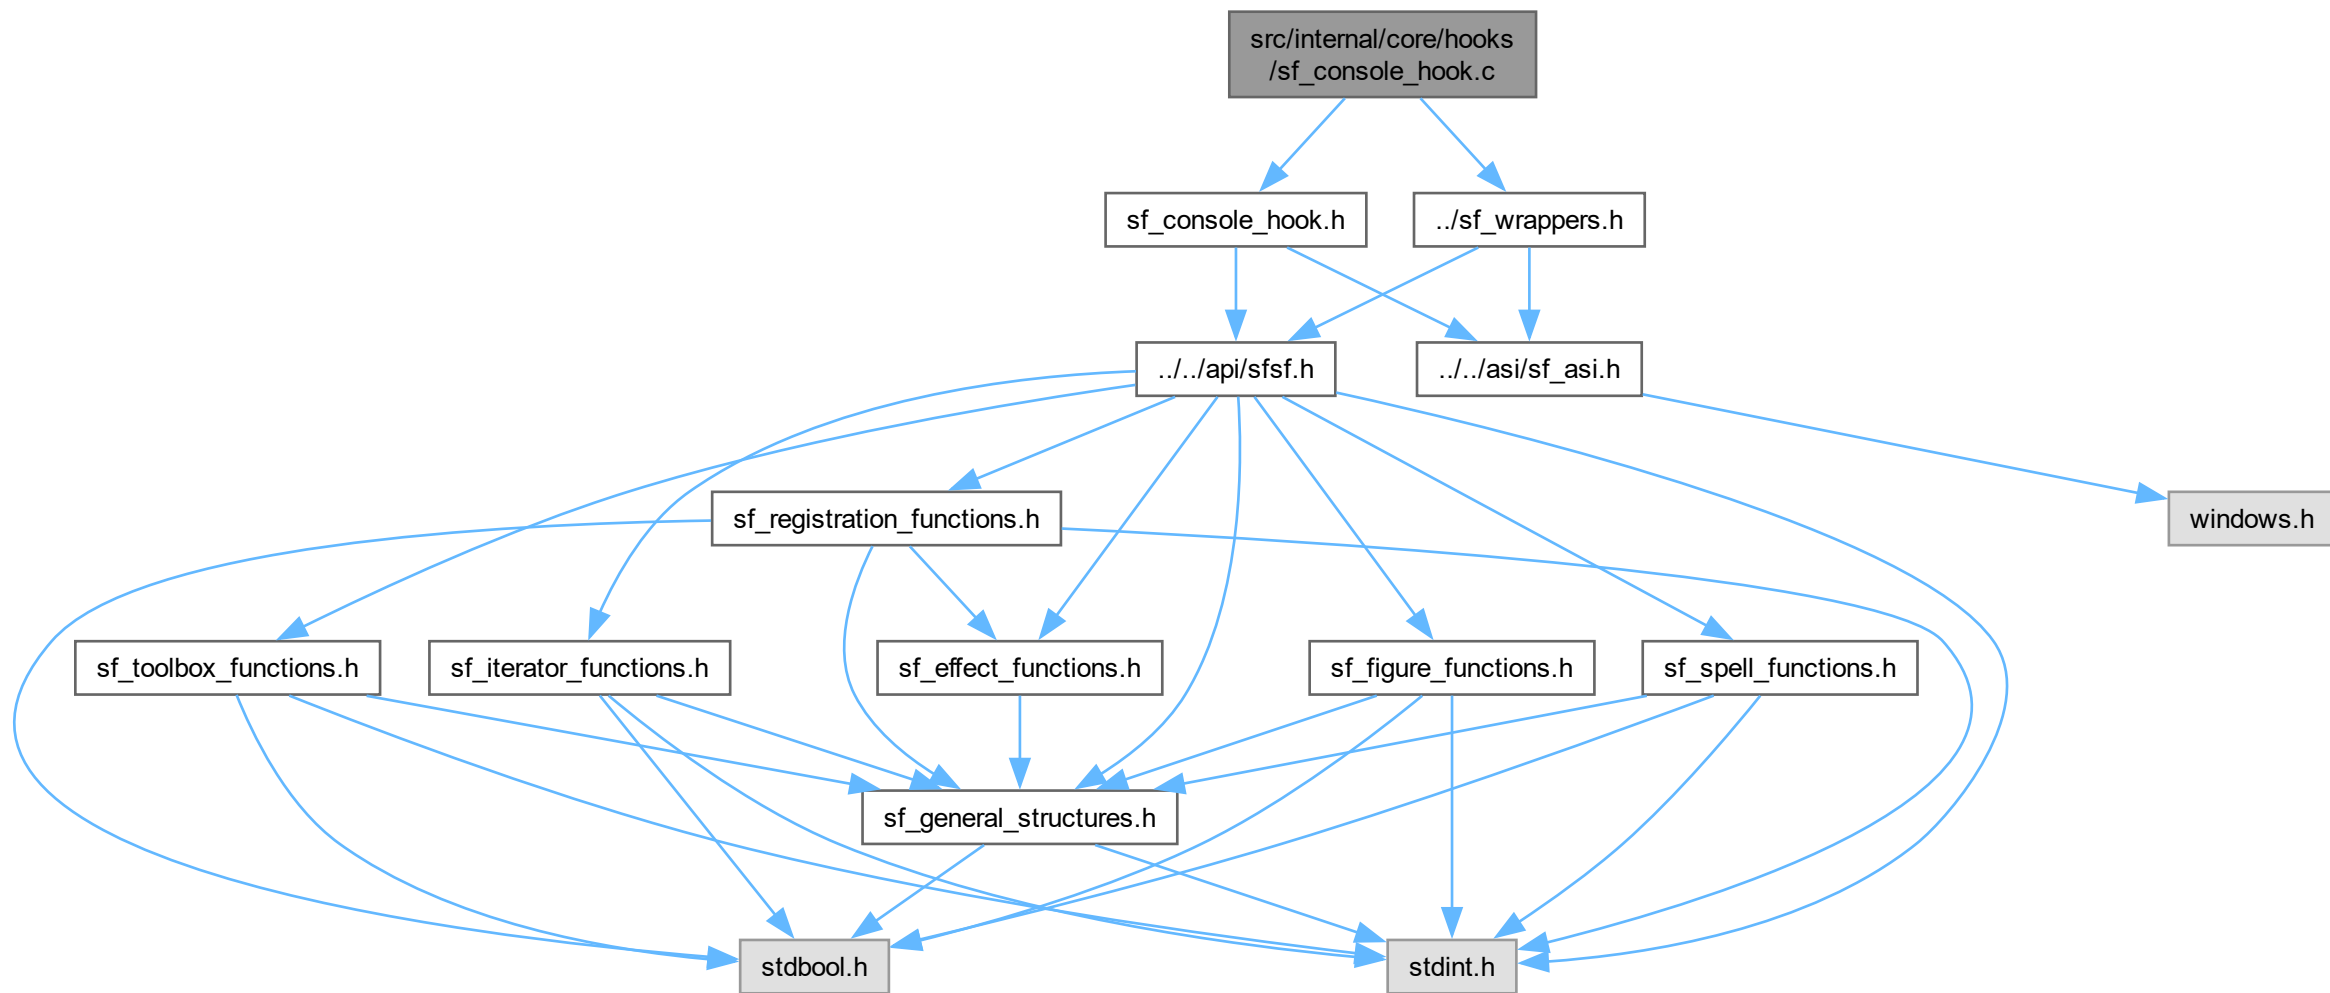 src/internal/core/hooks
/sf_console_hook.c
sf_console_hook.h
../sf_wrappers.h
../../api/sfsf.h
../../asi/sf_asi.h
sf_registration_functions.h
windows.h
sf_toolbox_functions.h
sf_iterator_functions.h
sf_effect_functions.h
sf_figure_functions.h
sf_spell_functions.h
sf_general_structures.h
stdbool.h
stdint.h